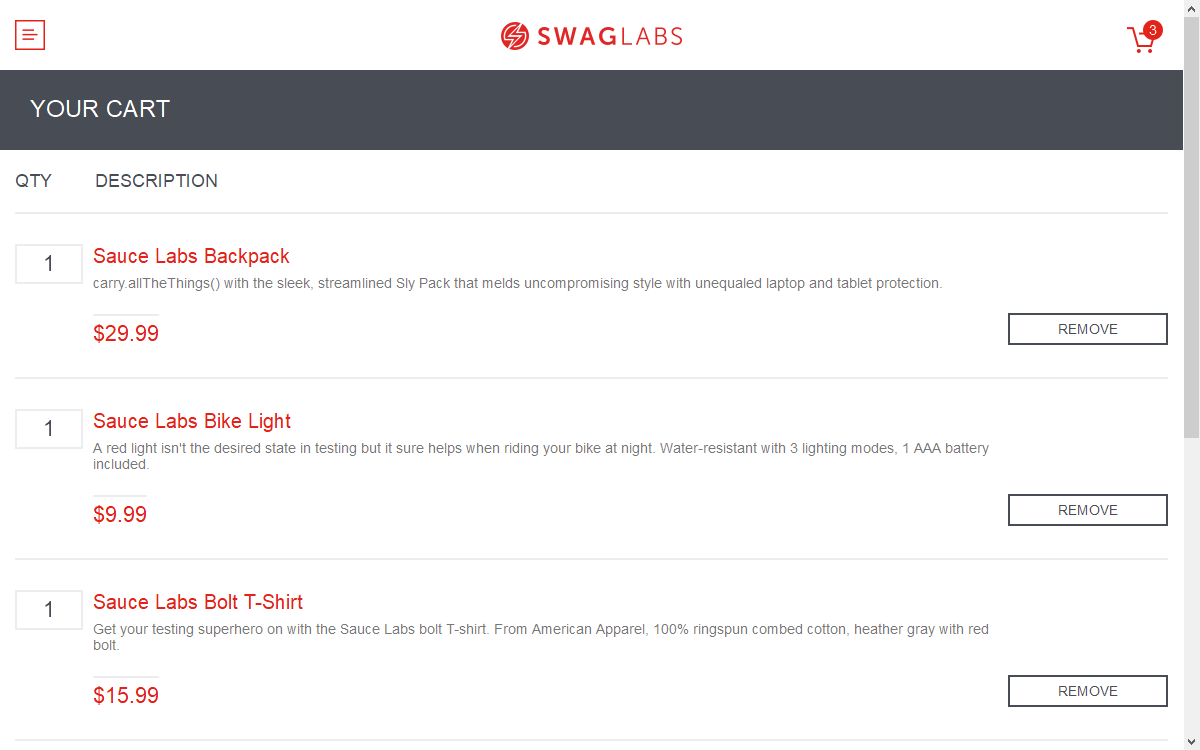 SWAGLABS
3
YOUR CART
QTY DESCRIPTION
1
Sauce Labs Backpack
carry.allTheThings() with the sleek, streamlined Sly Pack that melds uncompromising style with unequaled laptop and tablet protection.
$29.99
REMOVE
1
Sauce Labs Bike Light
A red light isn't the desired state in testing but it sure helps when riding your bike at night. Water-resistant with 3 lighting modes, 1 AAA battery
included.
$9.99
REMOVE
1
Sauce Labs Bolt T-Shirt
Get your testing superhero on with the Sauce Labs bolt T-shirt. From American Apparel, 100% ringspun combed cotton, heather gray with red
bolt.
$15.99
REMOVE